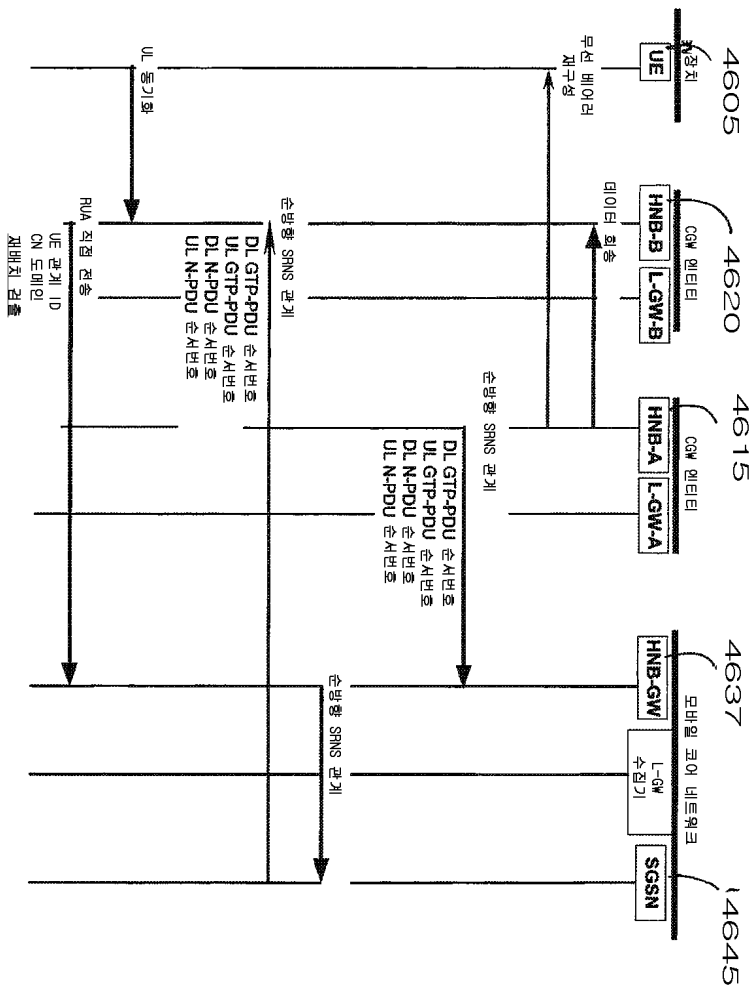 4605
4620
4615
4637
4645
장치
CGW 엔티티
CGW 엔티티
모바일 코어 네트워크
UE
HNB-B
L-GW-B
HNB-A
L-GW-A
HNB-GW
L-GW
수집기
SGSN
데이터 회송
무선 베어러
재구성
순방향 SRNS 관계
DL GTP-PDU 순서번호
UL GTP-PDU 순서번호
DL N-PDU 순서번호
UL N-PDU 순서번호
순방향 SRNS 관계
순방향 SRNS 관계
DL GTP-PDU 순서번호
UL GTP-PDU 순서번호
DL N-PDU 순서번호
UL N-PDU 순서번호
UL 동기화
RUA 직접 전송
UE 관계 ID
CN 도메인
재배치 검출